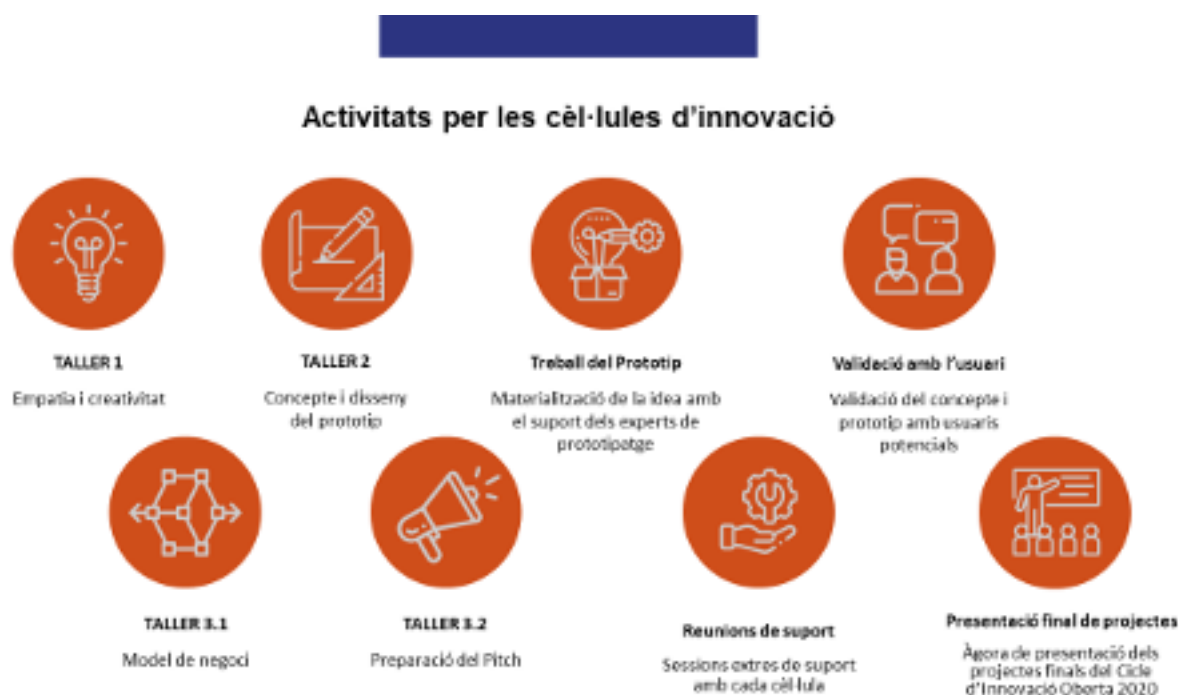 Activitats per les cèl·lules d'innovació
TALLER 1
Empatia i creativitat
TALLER 2
Concepte i disseny
del prototip
Treball del Prototip
Materialització de la idea amb
el suport dels experts de
prototipatge
Validació amb l'usuari
Validació del concepte i
prototip amb usuaris
potencials
TALLER 3.1
Model de negoci
TALLER 3.2
Preparació del Pitch
Reunions de suport
Sessions extres de suport
amb cada cèl·lula
Presentació final de projectes
Àgora de presentació dels
projectes finals del Cicle
d'Innovació Oberta 2020